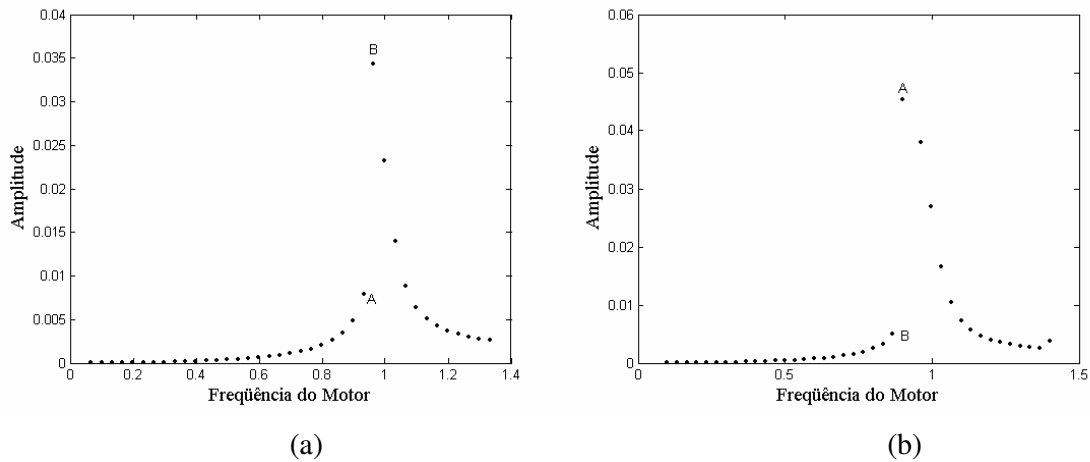 0.04
0.035
0.03
0.025
0.02
0.015
0.01
0.005
0
Amplitude
B
A
0 0.2 0.4 0.6 0.8 1 1.2 1.4
Freqüência do Motor
(a)
0.06
0.05
0.04
0.03
0.02
0.01
0
Amplitude
A
B
0 0.5 1 1.5
Freqüência do Motor
(b)